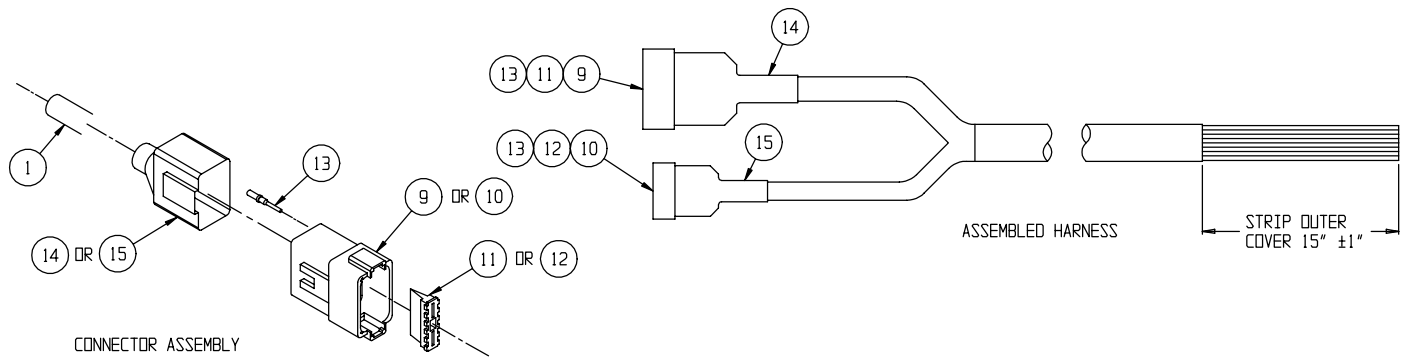 1
14 OR 15
13
9 OR 10
11 OR 12
CONNECTOR ASSEMBLY
13 11 9
14
13 12 10
15
ASSEMBLED HARNESS
STRIP OUTER
COVER 15" ±1"